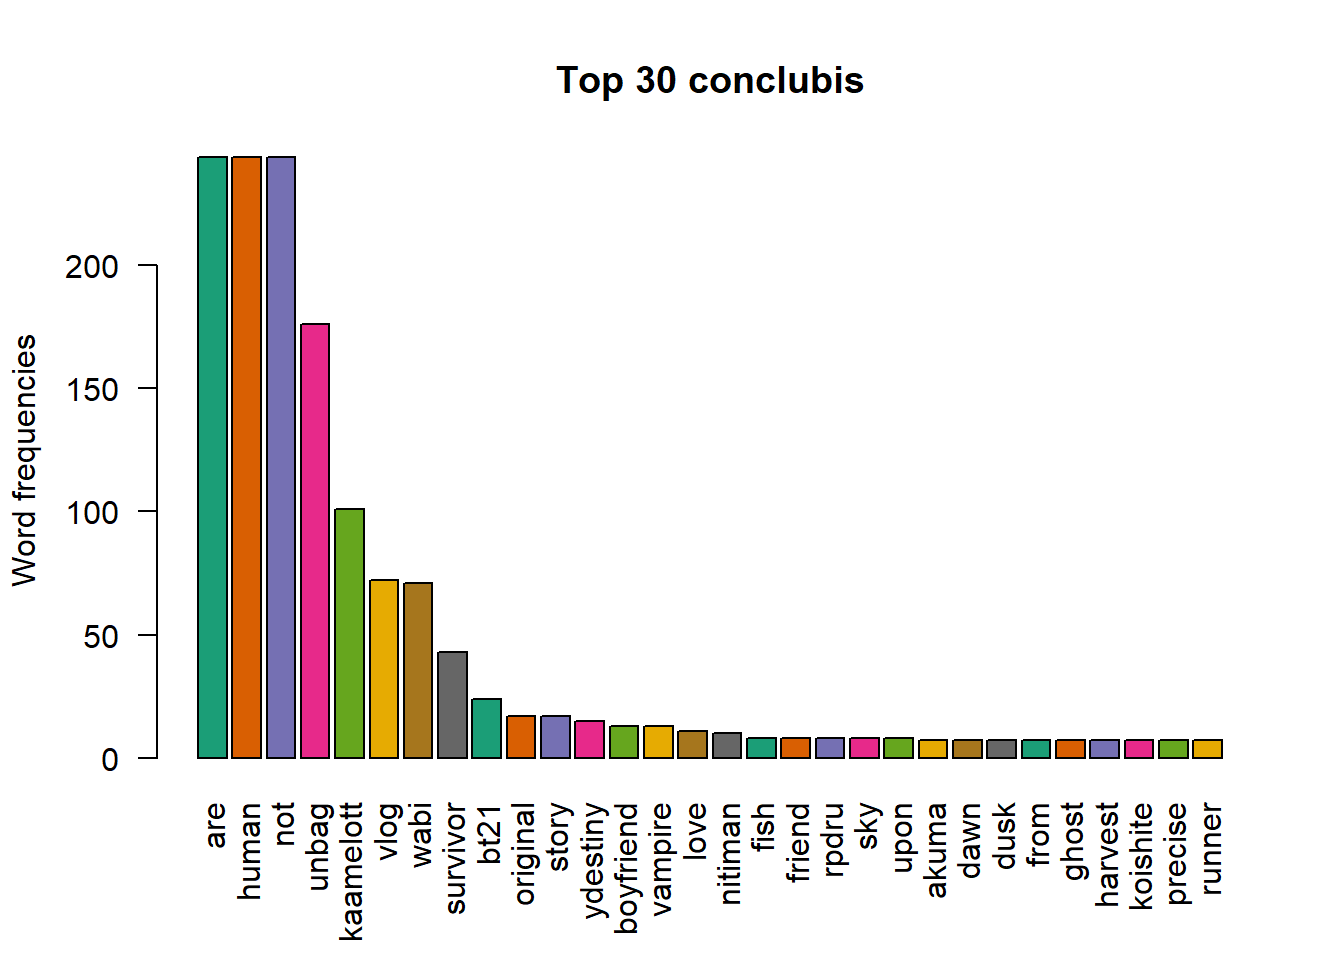 Top 30 conclubis
Word frequencies
200
150
100
50
0
are
human
not
unbag
kaamelott
vlog
wabi
survivor
bt21
original
story
ydestiny
boyfriend
vampire
love
nitiman
fish
friend
rpdru
sky
upon
akuma
dawn
dusk
from
ghost
harvest
koishite
precise
runner